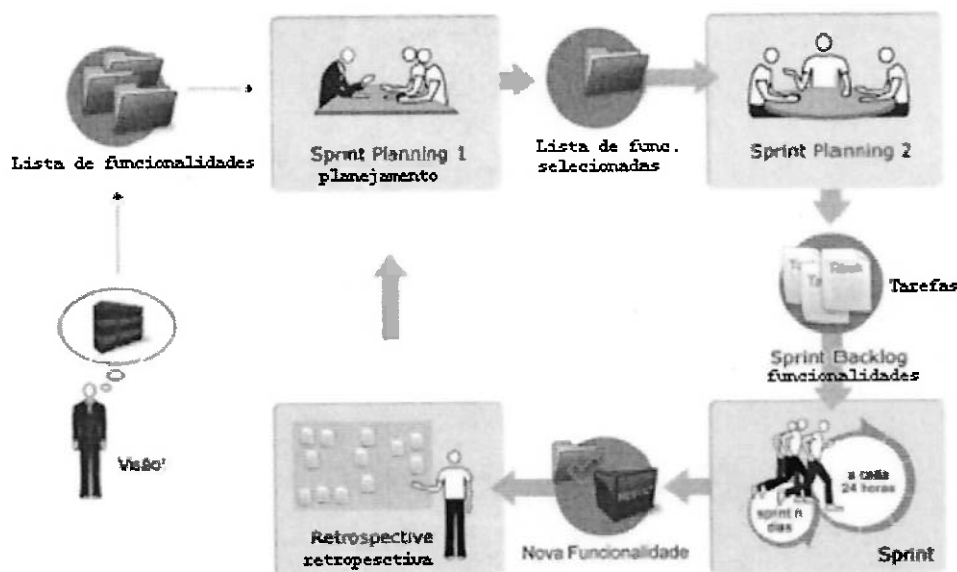 Lista de funcionalidades
Sprint Planning 1
planejamento
Lista de func.
selecionadas
Sprint Planning 2
Tarefas
Sprint Backlog
funcionalidades
a cada
24 horas
sprint n
dias
Sprint
Nova Funcionalidade
Retrospective
retropesctiva
Visão